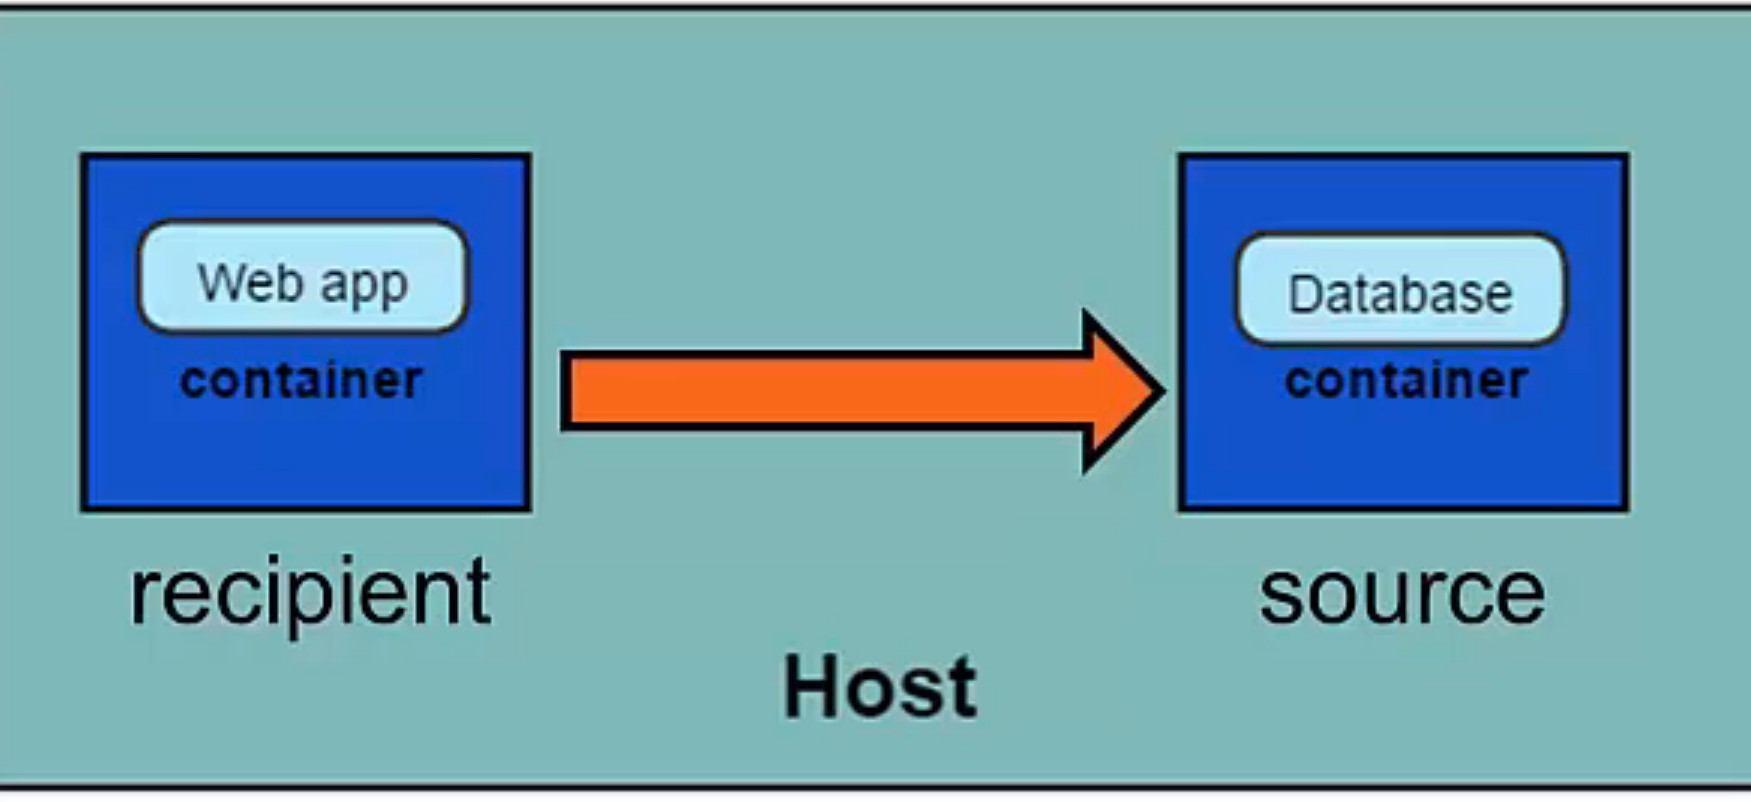 Web app
container
recipient
Database
container
source
Host